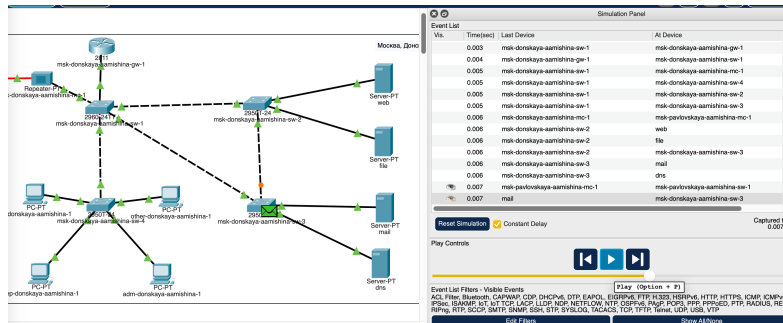 Simulation Panel
Event List
Vis. Time(sec) Last Device At Device
0.003 msk-donskaya-aamishina-sw-1 msk-donskaya-aamishina-gw-1
0.004 msk-donskaya-aamishina-gw-1 msk-donskaya-aamishina-sw-1
0.005 msk-donskaya-aamishina-sw-1 msk-donskaya-aamishina-mc-1
0.005 msk-donskaya-aamishina-sw-1 msk-donskaya-aamishina-sw-4
0.005 msk-donskaya-aamishina-sw-1 msk-donskaya-aamishina-sw-2
0.005 msk-donskaya-aamishina-sw-1 msk-donskaya-aamishina-sw-3
0.006 msk-donskaya-aamishina-mc-1 msk-pavlovskaya-aamishina-mc-1
0.006 msk-donskaya-aamishina-sw-2 web
0.006 msk-donskaya-aamishina-sw-2 file
0.006 msk-donskaya-aamishina-sw-2 msk-donskaya-aamishina-sw-3
0.006 msk-donskaya-aamishina-sw-3 mail
0.006 msk-donskaya-aamishina-sw-3 dns
0.007 msk-pavlovskaya-aamishina-mc-1 msk-pavlovskaya-aamishina-sw-1
0.007 mail msk-donskaya-aamishina-sw-3
Reset Simulation Constant Delay Captured t
0.007
Play Controls
Play (Option + P)
Event List Filters - Visible Events
ACL Filter, Bluetooth, CAPWAP, CDP, DHCPv6, DTP, EAPOL, EIGRPv6, FTP, H.323, HSRPv6, HTTP, HTTPS, ICMP, ICMPv
IPSec, ISAKMP, IoT, IoT TCP, LACP, LLDP, NDP, NETFLOW, NTP, OSPFv6, PAgP, POP3, PPP, PPPoED, PTP, RADIUS, RE
RIPng, RTP, SCCP, SMTP, SNMP, SSH, STP, SYSLOG, TACACS, TCP, TFTP, Telnet, UDP, USB, VTP
Edit Filters Show All/None
Москва, Доно
2811
msk-donskaya-aamishina-gw-1
Repeater-PT
2960-24TT
msk-donskaya-aamishina-sw-1
2950T-24
msk-donskaya-aamishina-sw-2
Server-PT
web
Server-PT
file
PC-PT
donskaya-aamishina-1
PC-PT
other-donskaya-aamishina-1
msk-donskaya-aamishina-sw-4
Server-PT
mail
PC-PT
ep-donskaya-aamishina-1
PC-PT
adm-donskaya-aamishina-1
Server-PT
dns